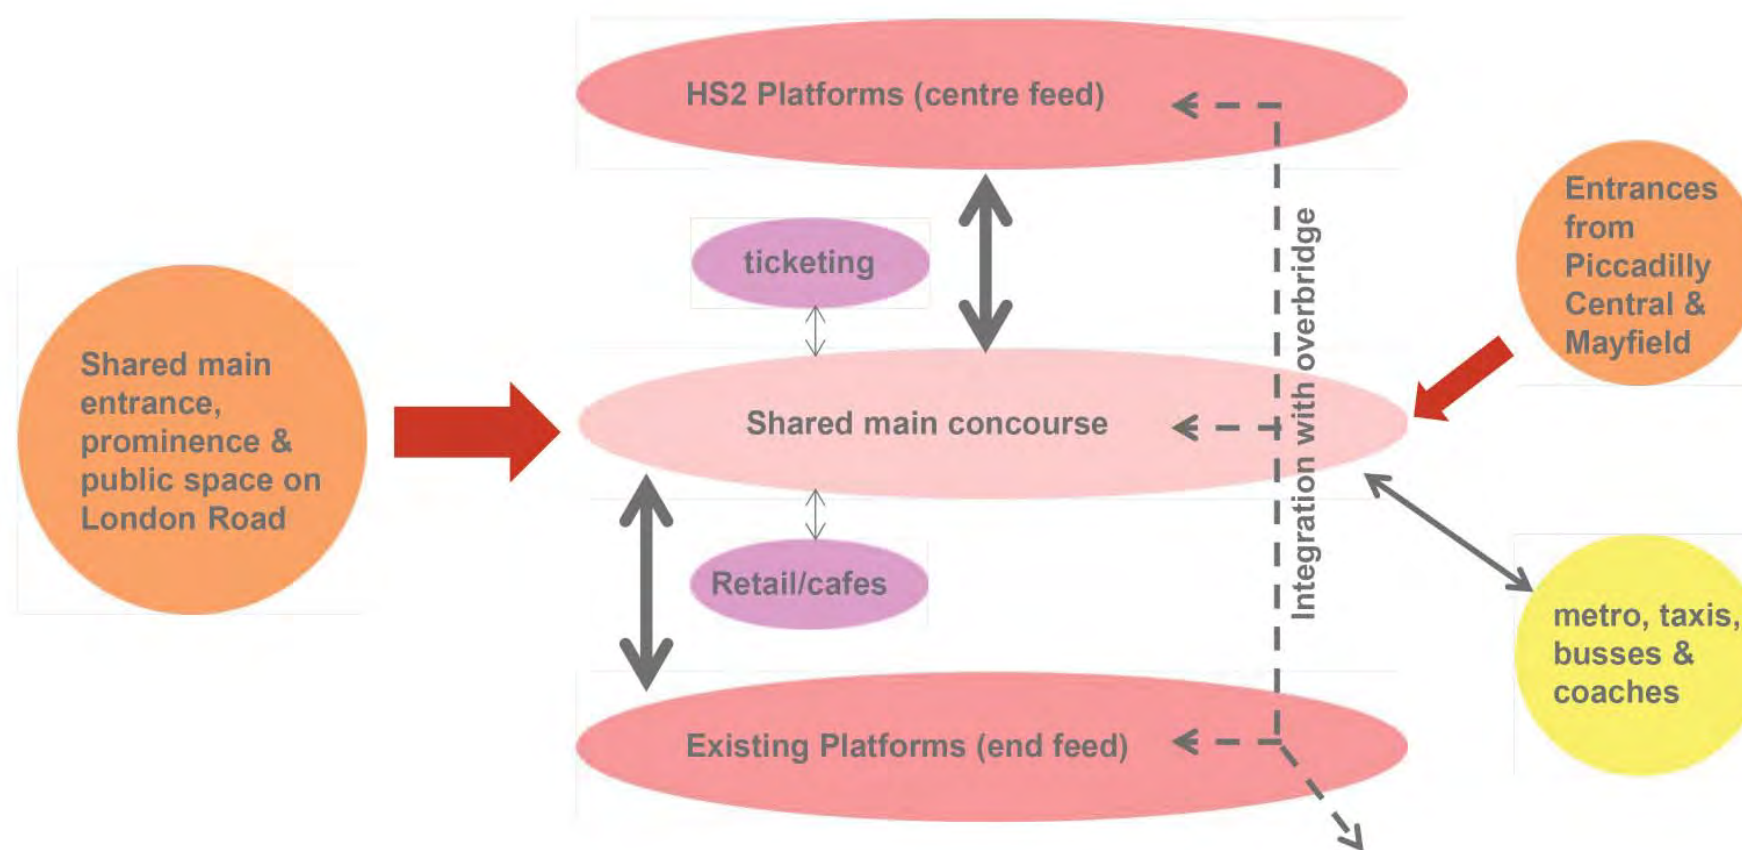 HS2 Platforms (centre feed)
Entrances
from
Piccadilly
Central &
Mayfield
ticketing
Integration with overbridge
Shared main
entrance,
prominence &
public space on
London Road
Shared main concourse
Retail/cafes
metro, taxis,
busses &
coaches
Existing Platforms (end feed)